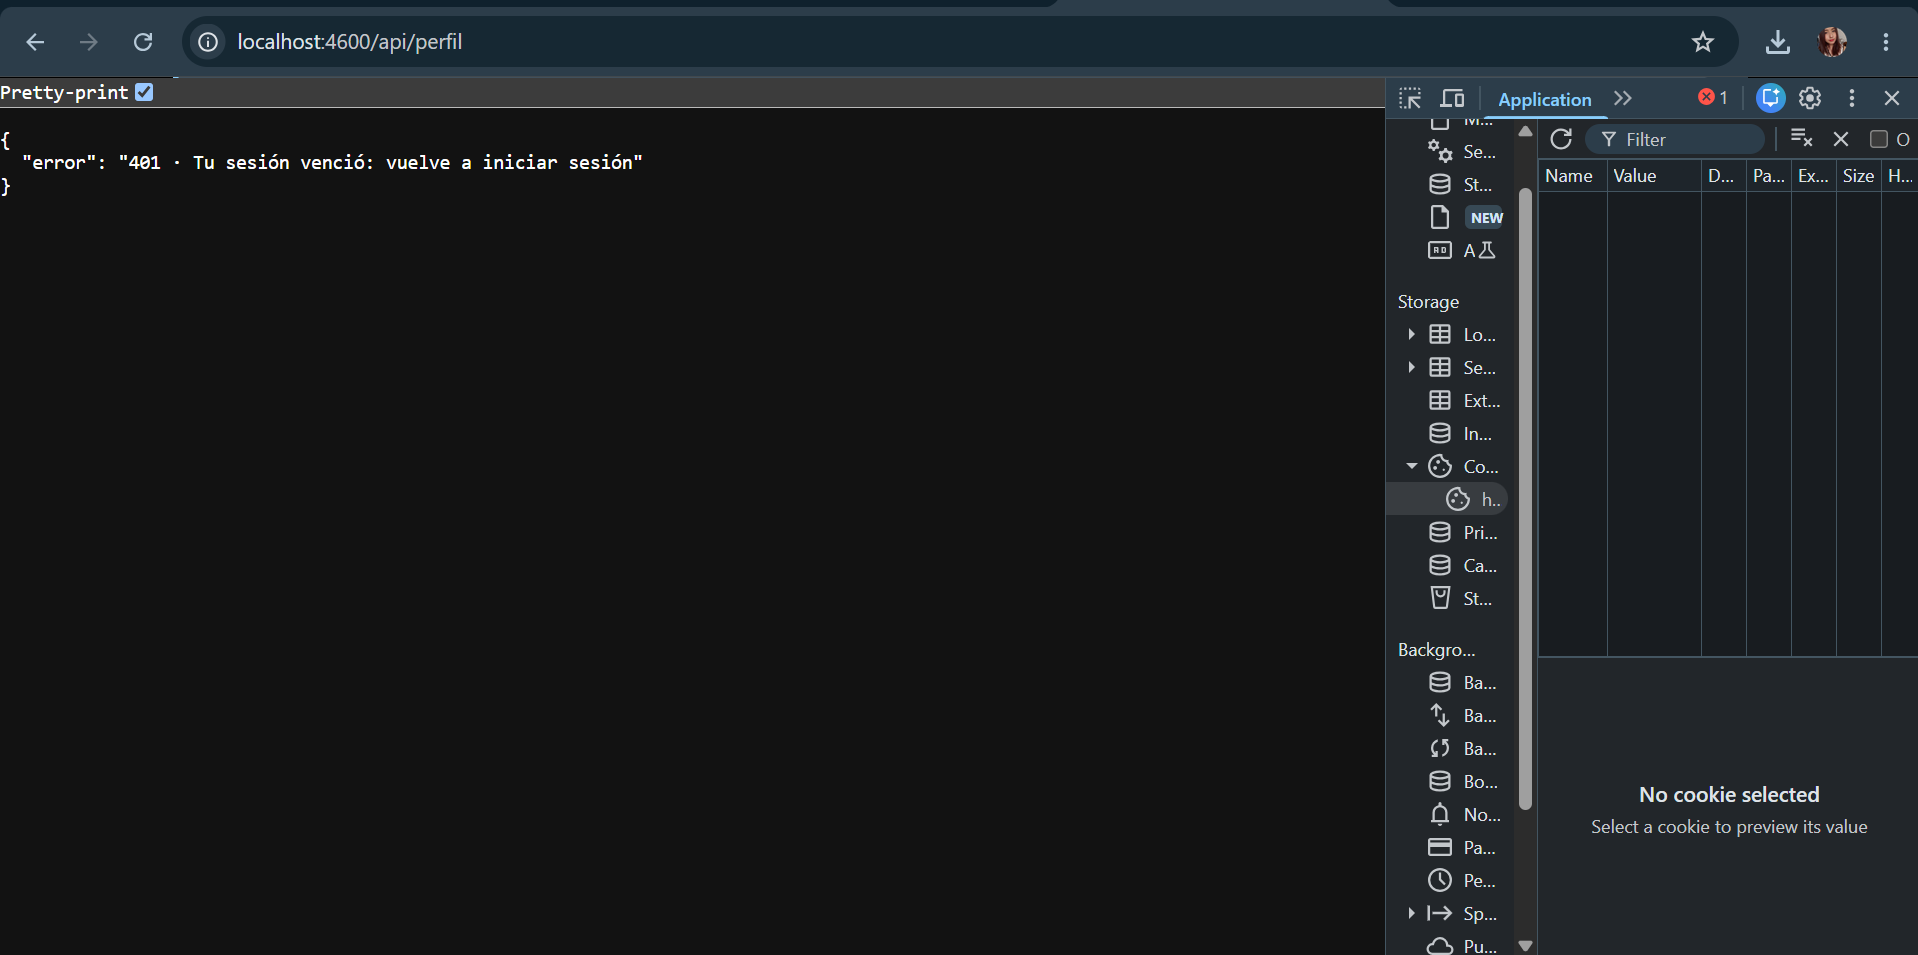 localhost:4600/api/perfil
Pretty-print
{
"error": "401 · Tu sesión venció: vuelve a iniciar sesión"
}
Application
1
M...
Se...
St...
NEW
A
Storage
Lo...
Se...
Ext...
In...
Co...
h..
Pri...
Ca...
St...
Backgro...
Ba...
Ba...
Ba...
Bo...
No...
Pa...
Pe...
Sp...
Pu...
Filter
O
Name Value D... Pa... Ex... Size H...
No cookie selected
Select a cookie to preview its value